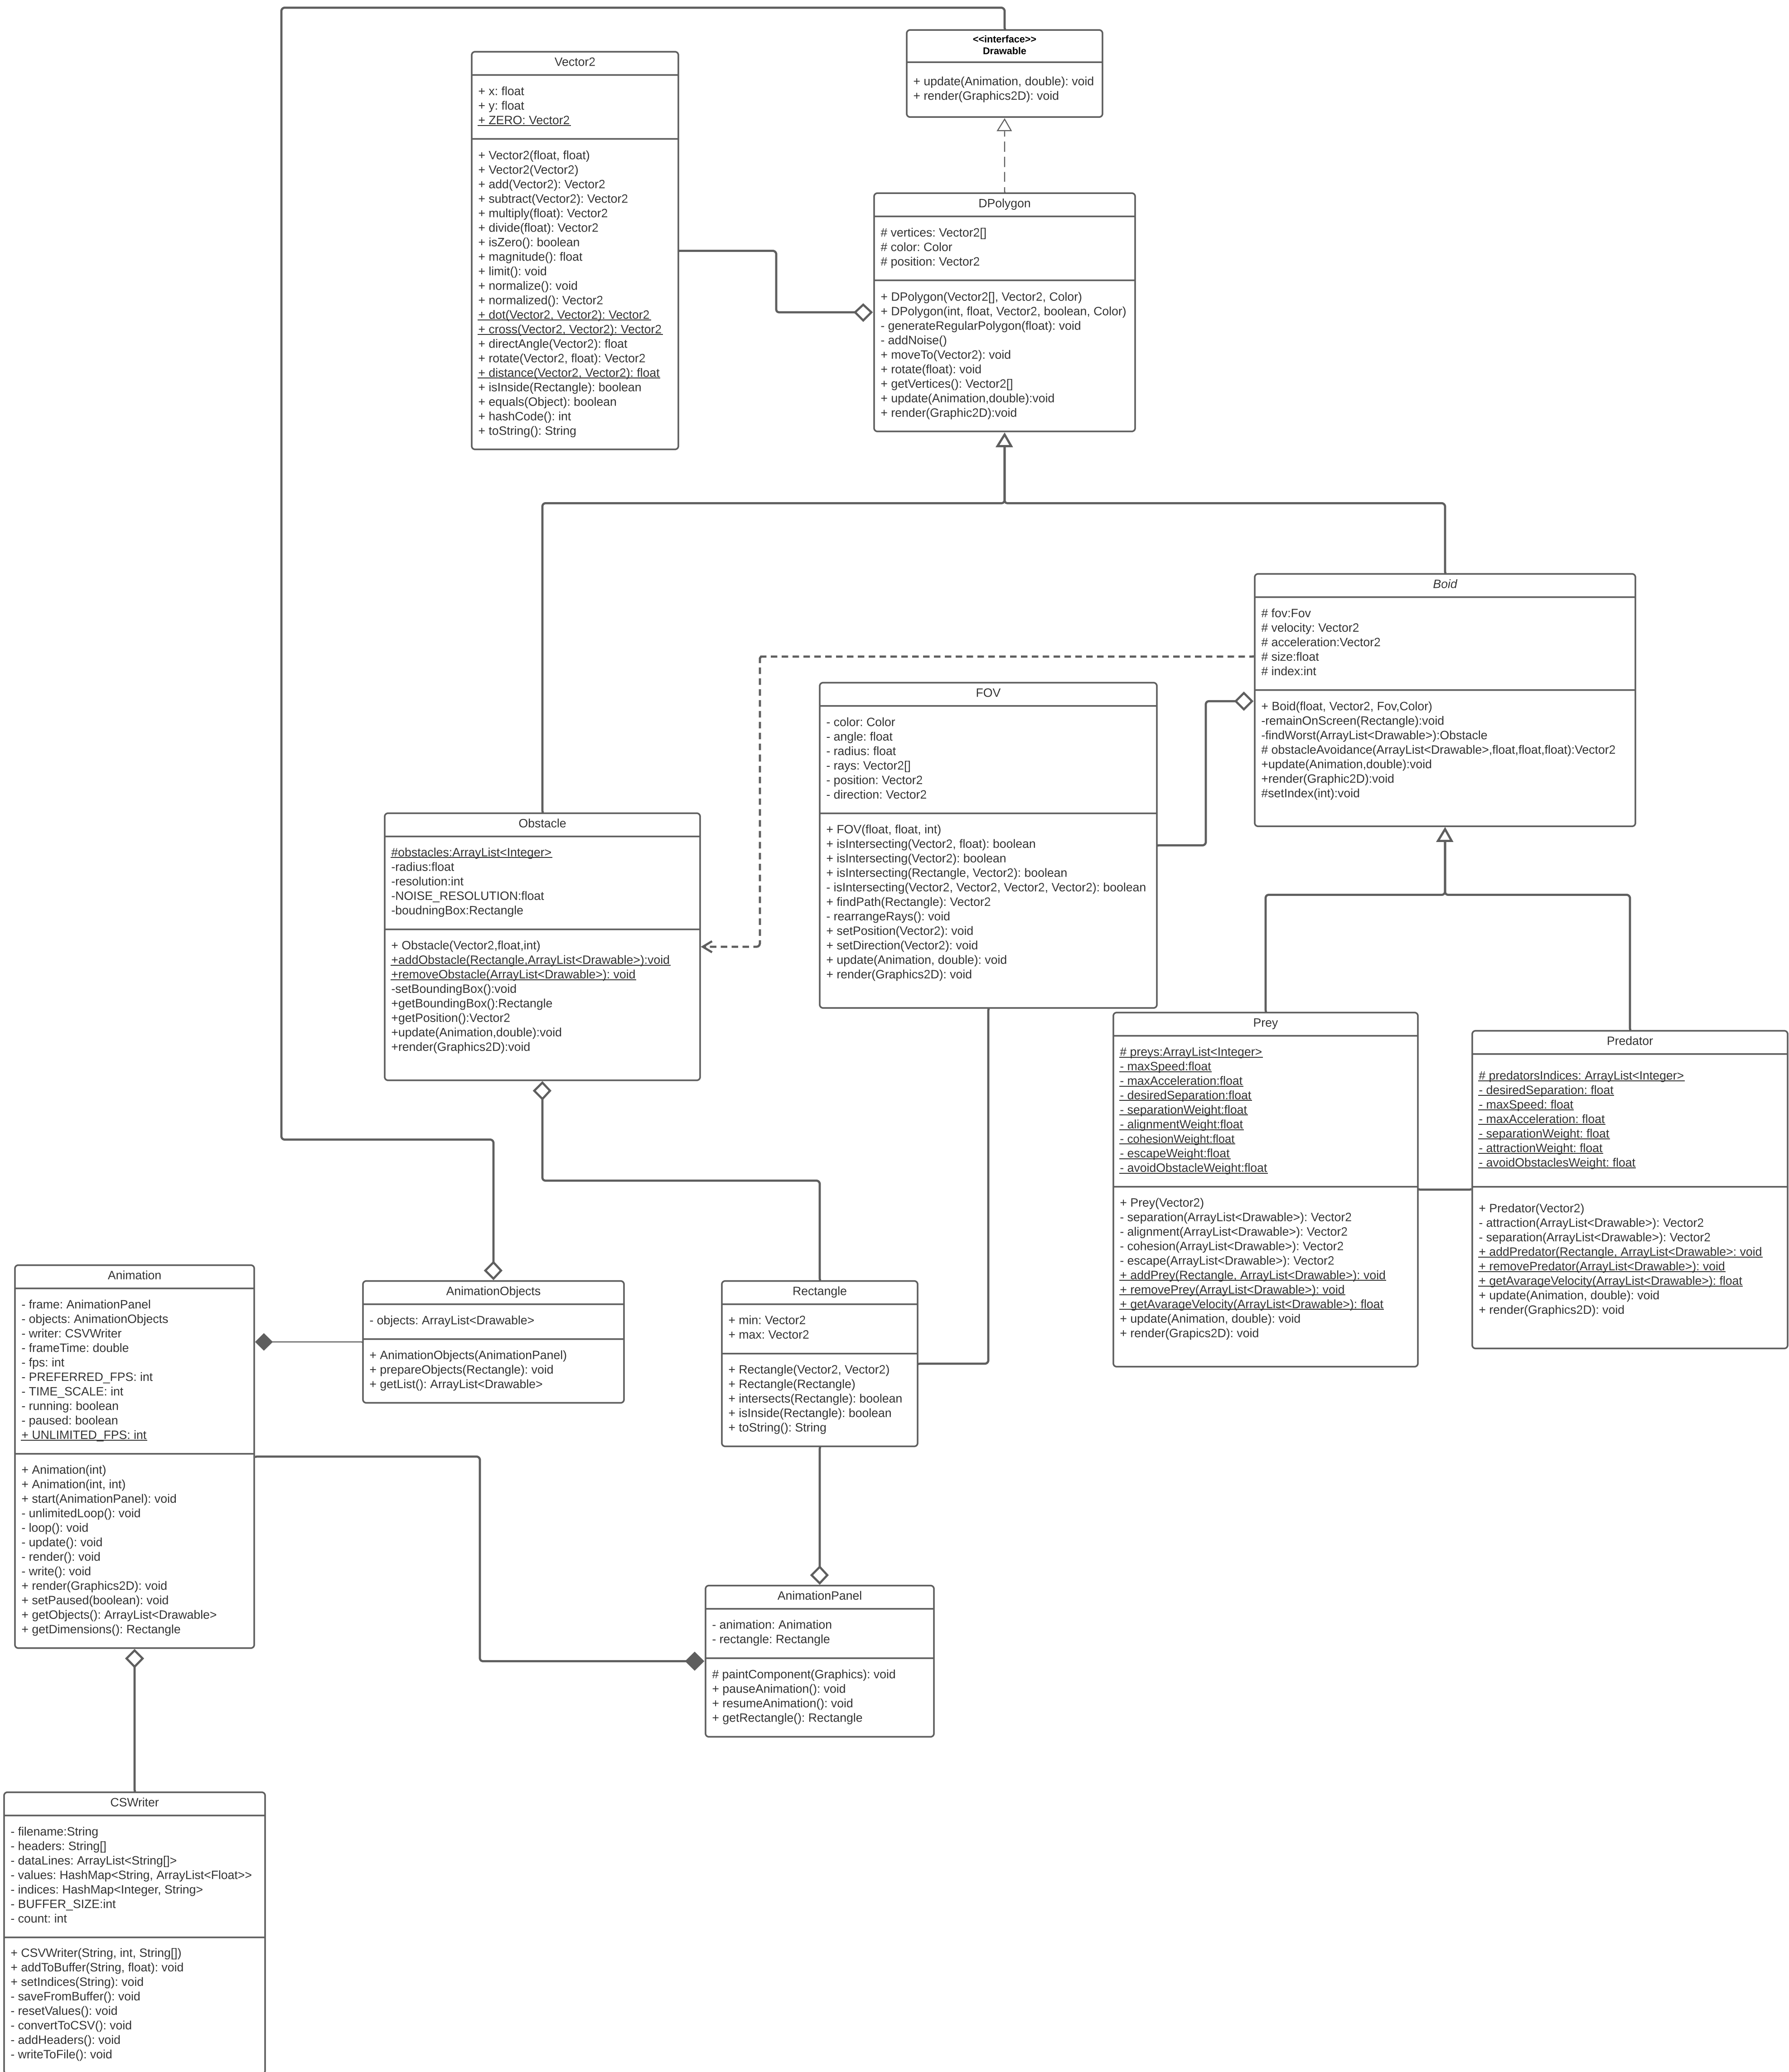 <<interface>>
Drawable
+ update(Animation, double): void
+ render(Graphics2D): void
Vector2
+ x: float
+ y: float
+ ZERO: Vector2
+ Vector2(float, float)
+ Vector2(Vector2)
+ add(Vector2): Vector2
+ subtract(Vector2): Vector2
+ multiply(float): Vector2
+ divide(float): Vector2
+ isZero(): boolean
+ magnitude(): float
+ limit(): void
+ normalize(): void
+ normalized(): Vector2
+ dot(Vector2, Vector2): Vector2
+ cross(Vector2, Vector2): Vector2
+ directAngle(Vector2): float
+ rotate(Vector2, float): Vector2
+ distance(Vector2, Vector2): float
+ isInside(Rectangle): boolean
+ equals(Object): boolean
+ hashCode(): int
+ toString(): String
DPolygon
# vertices: Vector2[]
# color: Color
# position: Vector2
+ DPolygon(Vector2[], Vector2, Color)
+ DPolygon(int, float, Vector2, boolean, Color)
- generateRegularPolygon(float): void
- addNoise()
+ moveTo(Vector2): void
+ rotate(float): void
+ getVertices(): Vector2[]
+ update(Animation,double):void
+ render(Graphic2D):void
Boid
# fov:Fov
# velocity: Vector2
# acceleration:Vector2
# size:float
# index:int
+ Boid(float, Vector2, Fov,Color)
-remainOnScreen(Rectangle):void
-findWorst(ArrayList<Drawable>):Obstacle
# obstacleAvoidance(ArrayList<Drawable>,float,float,float):Vector2
+update(Animation,double):void
+render(Graphic2D):void
#setIndex(int):void
FOV
- color: Color
- angle: float
- radius: float
- rays: Vector2[]
- position: Vector2
- direction: Vector2
+ FOV(float, float, int)
+ isIntersecting(Vector2, float): boolean
+ isIntersecting(Vector2): boolean
+ isIntersecting(Rectangle, Vector2): boolean
- isIntersecting(Vector2, Vector2, Vector2, Vector2): boolean
+ findPath(Rectangle): Vector2
- rearrangeRays(): void
+ setPosition(Vector2): void
+ setDirection(Vector2): void
+ update(Animation, double): void
+ render(Graphics2D): void
Obstacle
#obstacles:ArrayList<Integer>
-radius:float
-resolution:int
-NOISE_RESOLUTION:float
-boudningBox:Rectangle
+ Obstacle(Vector2,float,int)
+addObstacle(Rectangle,ArrayList<Drawable>):void
+removeObstacle(ArrayList<Drawable>): void
-setBoundingBox():void
+getBoundingBox():Rectangle
+getPosition():Vector2
+update(Animation,double):void
+render(Graphics2D):void
Prey
# preys:ArrayList<Integer>
- maxSpeed:float
- maxAcceleration:float
- desiredSeparation:float
- separationWeight:float
- alignmentWeight:float
- cohesionWeight:float
- escapeWeight:float
- avoidObstacleWeight:float
+ Prey(Vector2)
- separation(ArrayList<Drawable>): Vector2
- alignment(ArrayList<Drawable>): Vector2
- cohesion(ArrayList<Drawable>): Vector2
- escape(ArrayList<Drawable>): Vector2
+ addPrey(Rectangle, ArrayList<Drawable>): void
+ removePrey(ArrayList<Drawable>): void
+ getAvarageVelocity(ArrayList<Drawable>): float
+ update(Animation, double): void
+ render(Grapics2D): void
Predator
# predatorsIndices: ArrayList<Integer>
- desiredSeparation: float
- maxSpeed: float
- maxAcceleration: float
- separationWeight: float
- attractionWeight: float
- avoidObstaclesWeight: float
+ Predator(Vector2)
- attraction(ArrayList<Drawable>): Vector2
- separation(ArrayList<Drawable>): Vector2
+ addPredator(Rectangle, ArrayList<Drawable>: void
+ removePredator(ArrayList<Drawable>): void
+ getAvarageVelocity(ArrayList<Drawable>): float
+ update(Animation, double): void
+ render(Graphics2D): void
Animation
- frame: AnimationPanel
- objects: AnimationObjects
- writer: CSVWriter
- frameTime: double
- fps: int
- PREFERRED_FPS: int
- TIME_SCALE: int
- running: boolean
- paused: boolean
+ UNLIMITED_FPS: int
+ Animation(int)
+ Animation(int, int)
+ start(AnimationPanel): void
- unlimitedLoop(): void
- loop(): void
- update(): void
- render(): void
- write(): void
+ render(Graphics2D): void
+ setPaused(boolean): void
+ getObjects(): ArrayList<Drawable>
+ getDimensions(): Rectangle
AnimationObjects
- objects: ArrayList<Drawable>
+ AnimationObjects(AnimationPanel)
+ prepareObjects(Rectangle): void
+ getList(): ArrayList<Drawable>
Rectangle
+ min: Vector2
+ max: Vector2
+ Rectangle(Vector2, Vector2)
+ Rectangle(Rectangle)
+ intersects(Rectangle): boolean
+ isInside(Rectangle): boolean
+ toString(): String
AnimationPanel
- animation: Animation
- rectangle: Rectangle
# paintComponent(Graphics): void
+ pauseAnimation(): void
+ resumeAnimation(): void
+ getRectangle(): Rectangle
CSWriter
- filename:String
- headers: String[]
- dataLines: ArrayList<String[]>
- values: HashMap<String, ArrayList<Float>>
- indices: HashMap<Integer, String>
- BUFFER_SIZE:int
- count: int
+ CSVWriter(String, int, String[])
+ addToBuffer(String, float): void
+ setIndices(String): void
- saveFromBuffer(): void
- resetValues(): void
- convertToCSV(): void
- addHeaders(): void
- writeToFile(): void